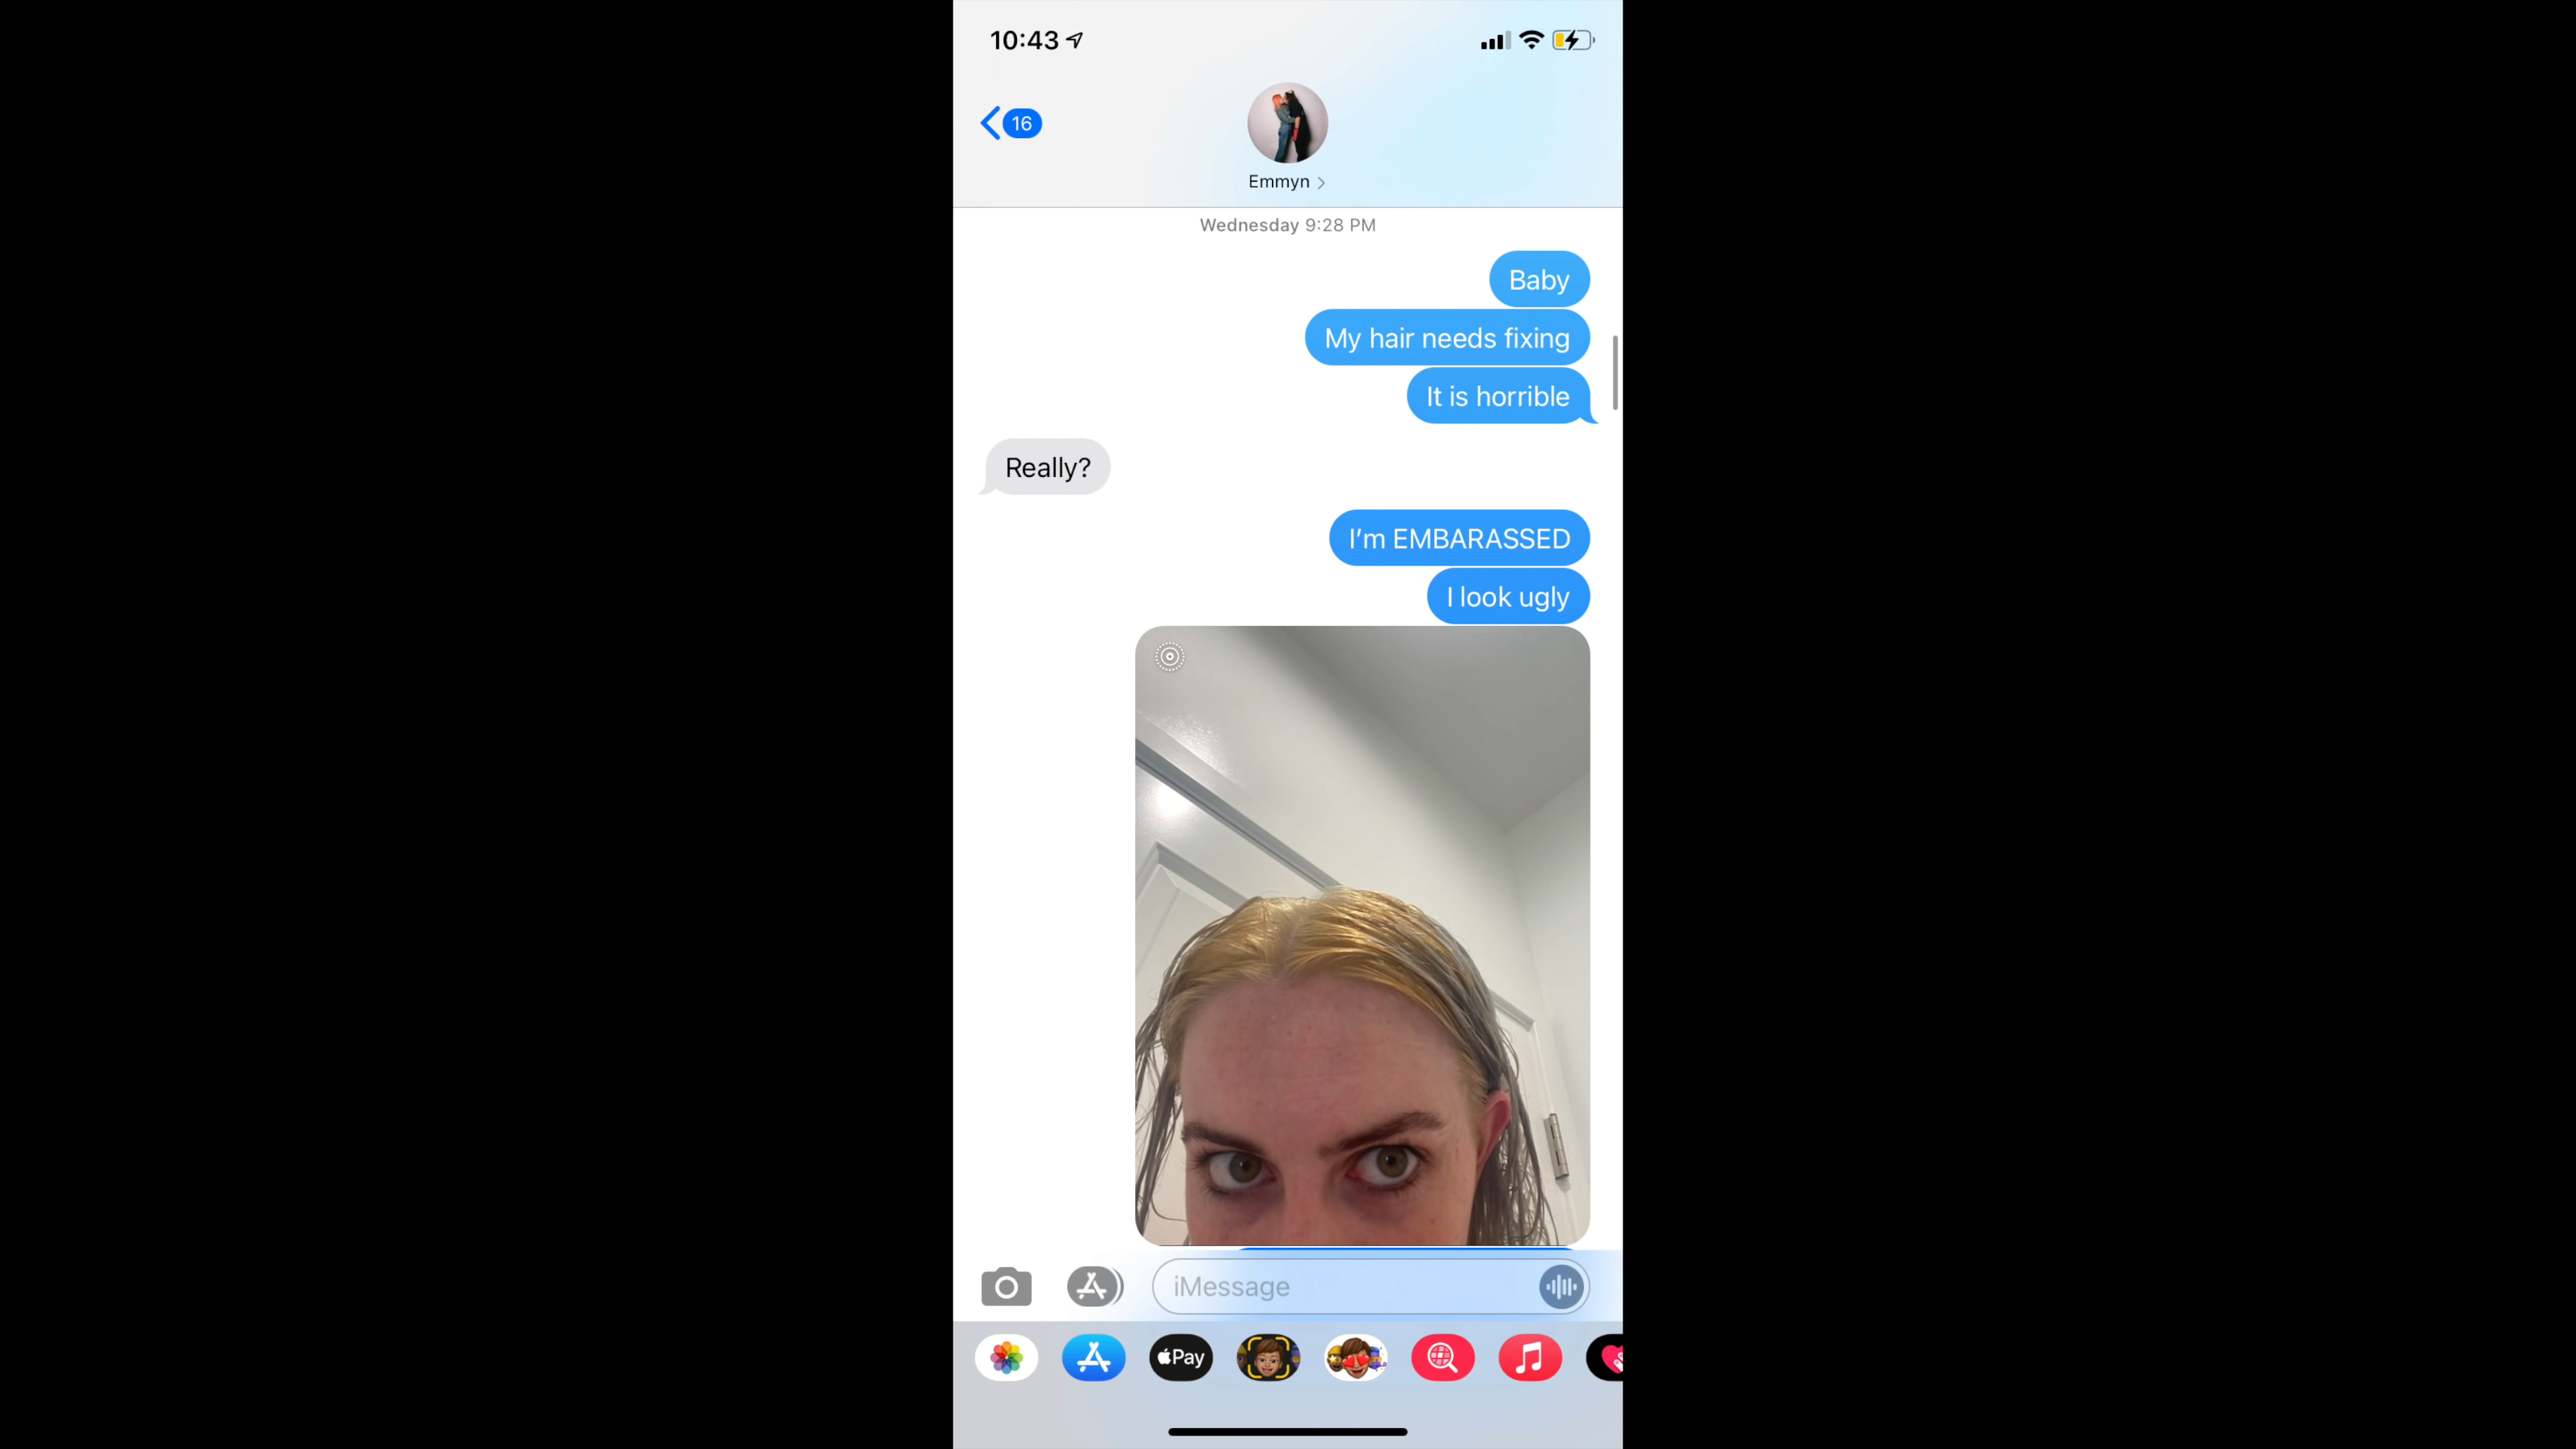 10:43
16
Emmyn
Wednesday 9:28 PM
Baby
My hair needs fixing
It is horrible
Really?
I'm EMBARASSED
I look ugly
iMessage
Pay